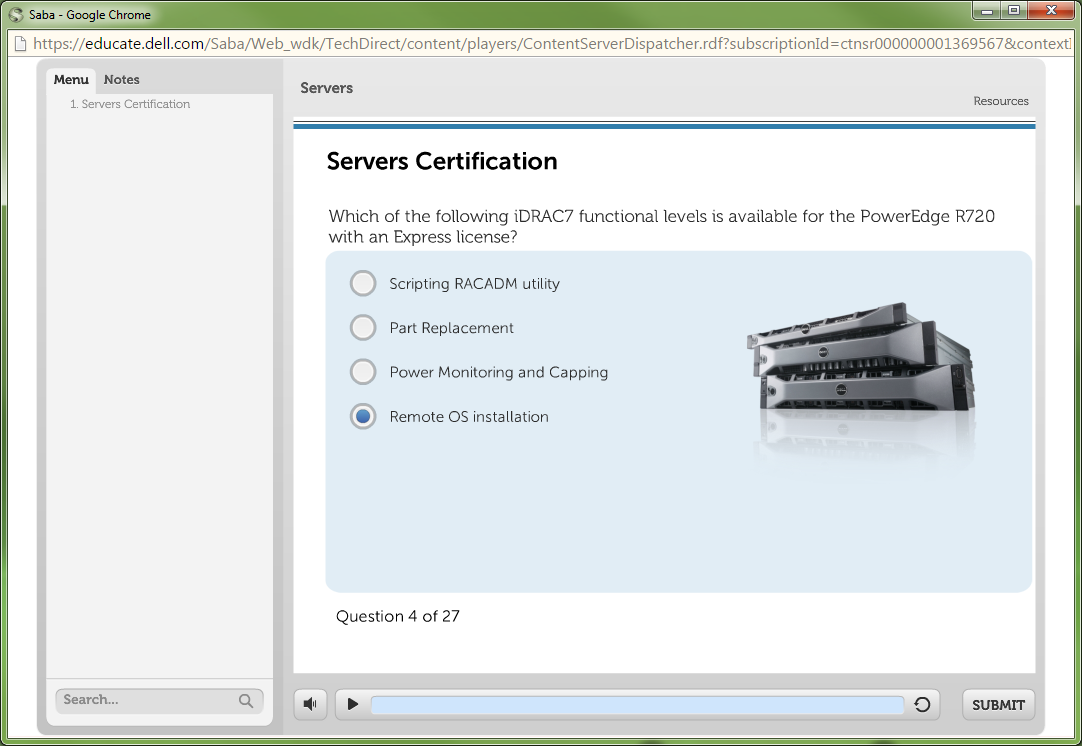 Saba - Google Chrome
https://educate.dell.com/Saba/Web_wdk/TechDirect/content/players/ContentServerDispatcher.rdf?subscriptionId=ctnsr000000001369567&context
Menu Notes
1. Servers Certification
Servers
Resources
Servers Certification
Which of the following iDRAC7 functional levels is available for the PowerEdge R720
with an Express license?
Scripting RACADM utility
Part Replacement
Power Monitoring and Capping
Remote OS installation
Question 4 of 27
Search...
SUBMIT